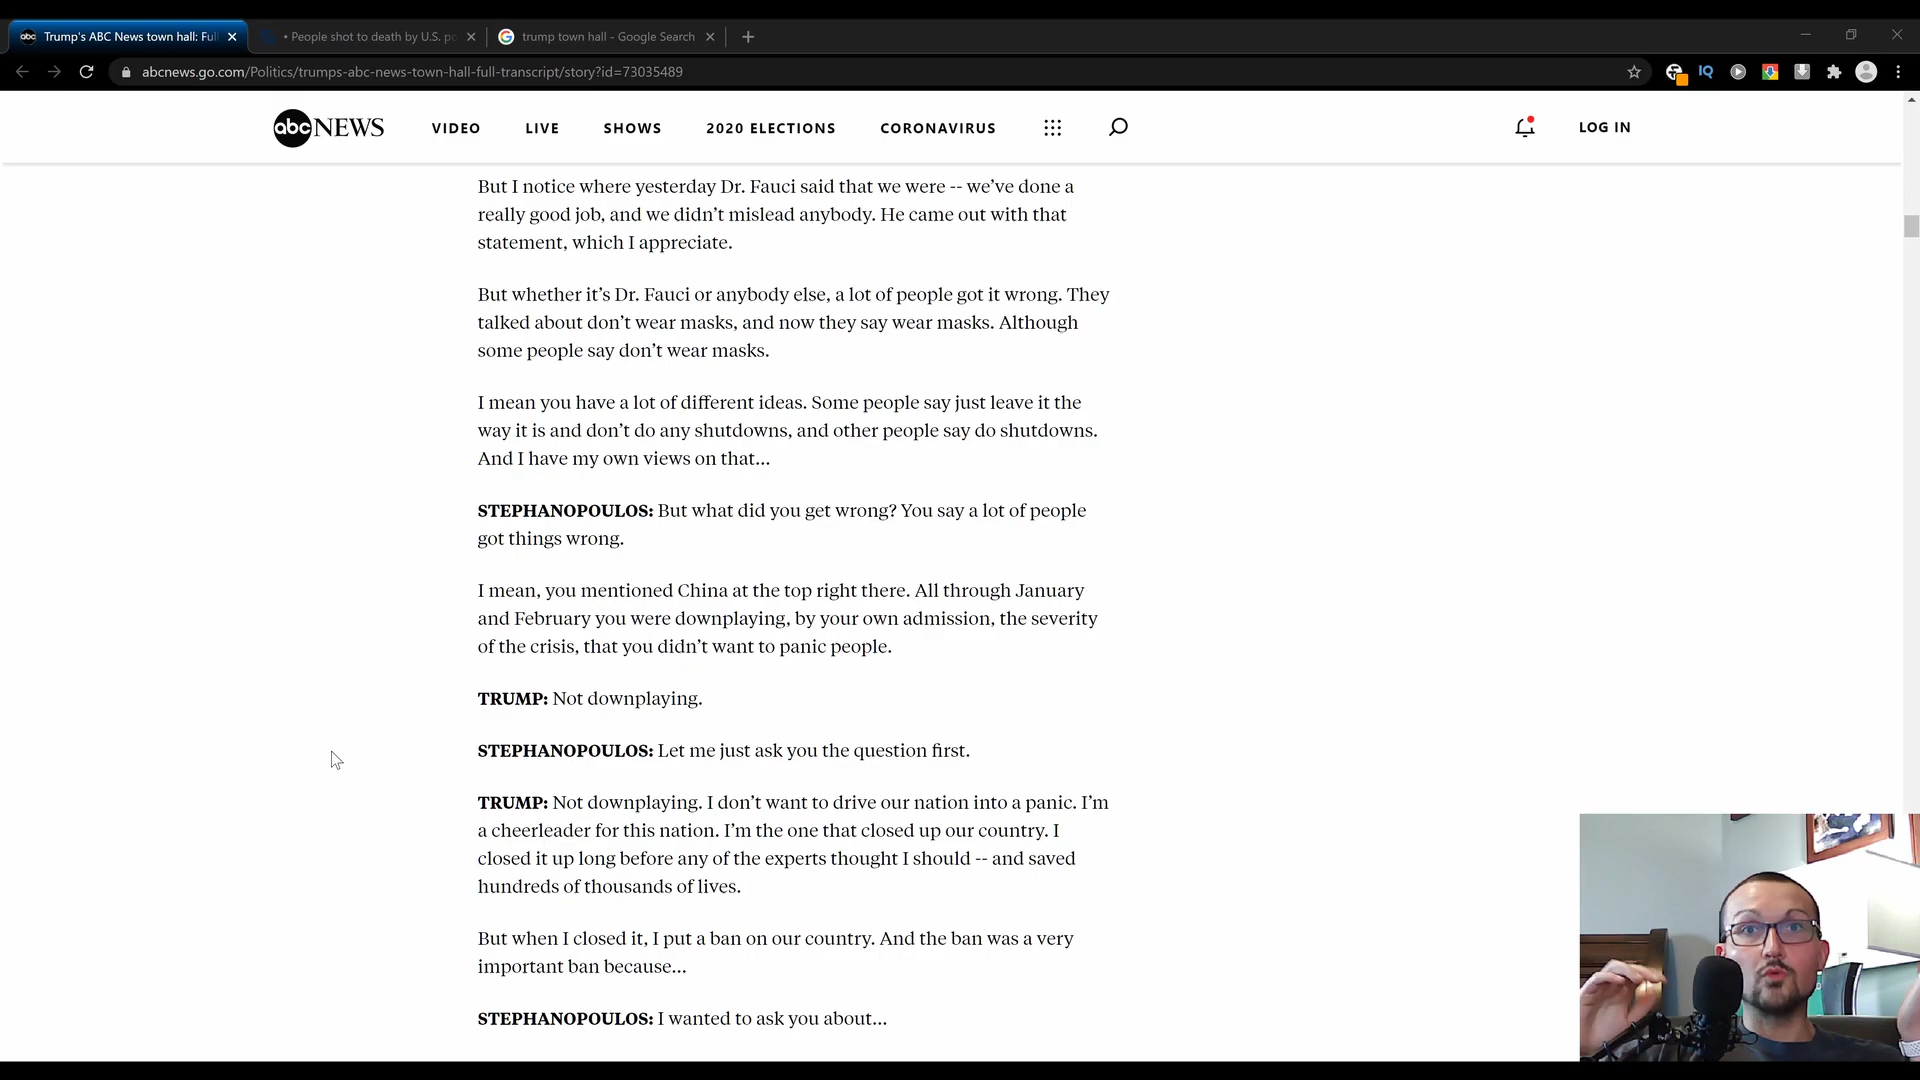 Trump's ABC News town hall: Ful
• People shot to death by U.S. po
trump town hall - Google Search
abcnews.go.com/Politics/trumps-abc-news-town-hall-full-transcript/story?id=73035489
IQ
abc NEWS
VIDEO
LIVE
SHOWS
2020 ELECTIONS
CORONAVIRUS
LOG IN
But I notice where yesterday Dr. Fauci said that we were -- we’ve done a
really good job, and we didn’t mislead anybody. He came out with that
statement, which I appreciate.
But whether it’s Dr. Fauci or anybody else, a lot of people got it wrong. They
talked about don’t wear masks, and now they say wear masks. Although
some people say don’t wear masks.
I mean you have a lot of different ideas. Some people say just leave it the
way it is and don’t do any shutdowns, and other people say do shutdowns.
And I have my own views on that...
STEPHANOPOULOS: But what did you get wrong? You say a lot of people
got things wrong.
I mean, you mentioned China at the top right there. All through January
and February you were downplaying, by your own admission, the severity
of the crisis, that you didn’t want to panic people.
TRUMP: Not downplaying.
STEPHANOPOULOS: Let me just ask you the question first.
TRUMP: Not downplaying. I don’t want to drive our nation into a panic. I’m
a cheerleader for this nation. I’m the one that closed up our country. I
closed it up long before any of the experts thought I should -- and saved
hundreds of thousands of lives.
But when I closed it, I put a ban on our country. And the ban was a very
important ban because...
STEPHANOPOULOS: I wanted to ask you about...